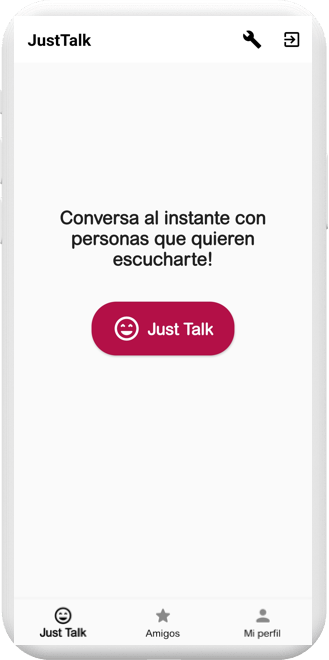 JustTalk
Conversa al instante con
personas que quieren
escucharte!
Just Talk
Just Talk
Amigos
Mi perfil